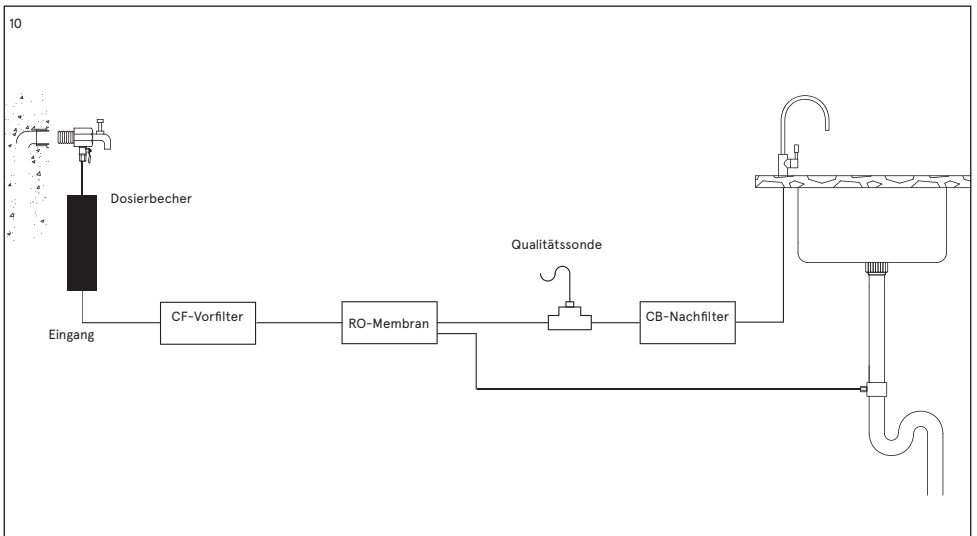 10
Dosierbecher
Qualitätssonde
Eingang
CF-Vorfilter
RO-Membran
CB-Nachfilter